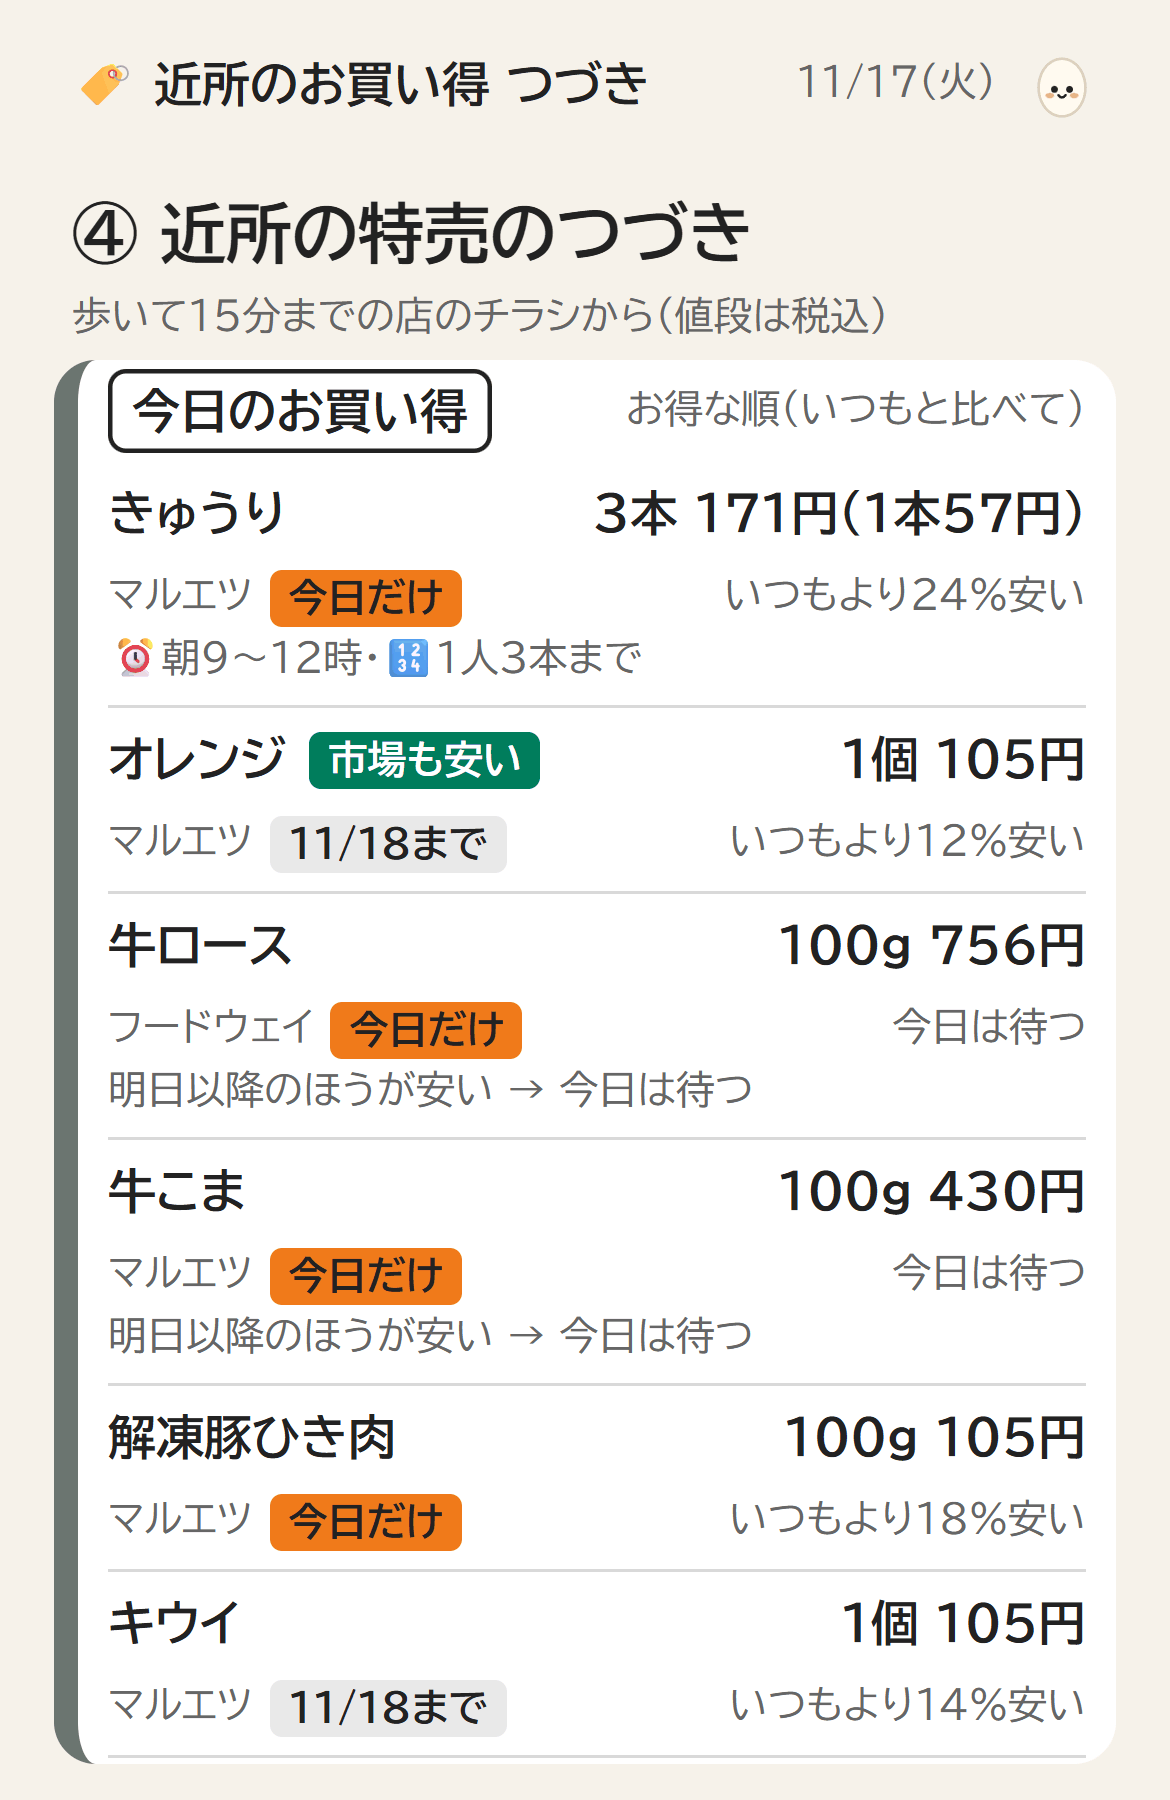 近所のお買い得 つづき 11/17(火)
④ 近所の特売のつづき
歩いて15分までの店のチラシから(値段は税込)
今日のお買い得 お得な順(いつもと比べて)
きゅうり 3本 171円(1本57円)
マルエツ 今日だけ いつもより24%安い
⏰朝9〜12時・🔢1人3本まで
オレンジ 市場も安い 1個 105円
マルエツ 11/18まで いつもより12%安い
牛ロース 100g 756円
フードウェイ 今日だけ 今日は待つ
明日以降のほうが安い → 今日は待つ
牛こま 100g 430円
マルエツ 今日だけ 今日は待つ
明日以降のほうが安い → 今日は待つ
解凍豚ひき肉 100g 105円
マルエツ 今日だけ いつもより18%安い
キウイ 1個 105円
マルエツ 11/18まで いつもより14%安い